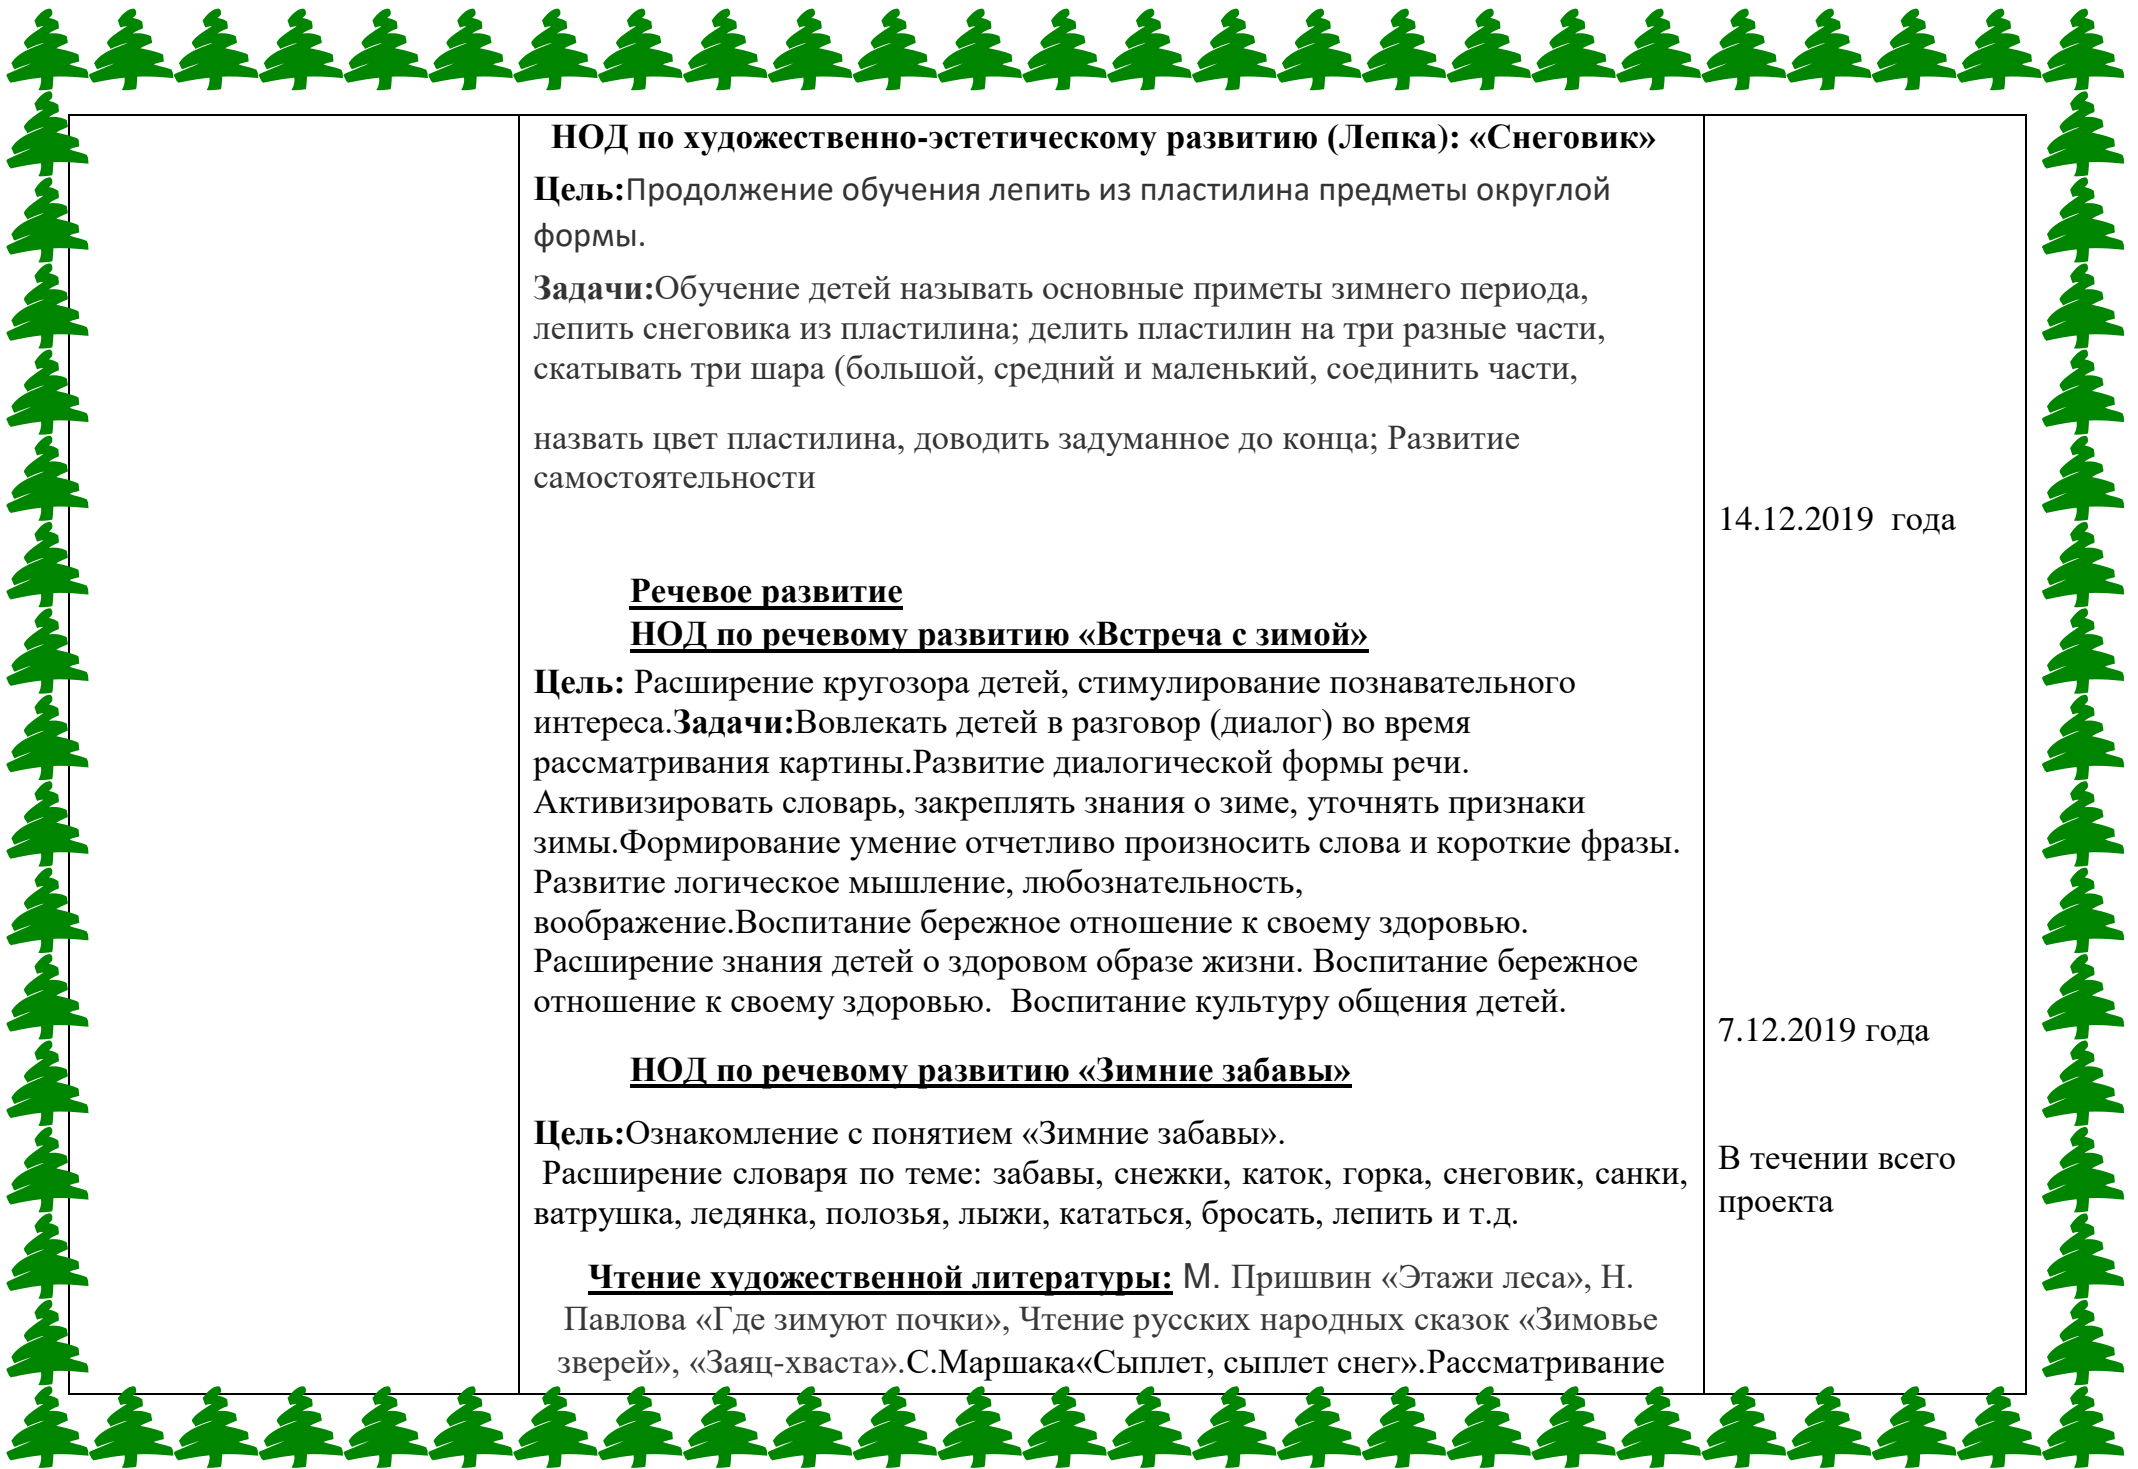 НОД по художественно-эстетическому развитию (Лепка): «Снеговик»
Цель:Продолжение обучения лепить из пластилина предметы округлой
формы.
Задачи:Обучение детей называть основные приметы зимнего периода,
лепить снеговика из пластилина; делить пластилин на три разные части,
скатывать три шара (большой, средний и маленький, соединить части,
назвать цвет пластилина, доводить задуманное до конца; Развитие
самостоятельности
14.12.2019  года
Речевое развитие
НОД по речевому развитию «Встреча с зимой»
Цель: Расширение кругозора детей, стимулирование познавательного
интереса.Задачи:Вовлекать детей в разговор (диалог) во время
рассматривания картины.Развитие диалогической формы речи.
Активизировать словарь, закреплять знания о зиме, уточнять признаки
зимы.Формирование умение отчетливо произносить слова и короткие фразы.
Развитие логическое мышление, любознательность,
воображение.Воспитание бережное отношение к своему здоровью.
Расширение знания детей о здоровом образе жизни. Воспитание бережное
отношение к своему здоровью.  Воспитание культуру общения детей.
7.12.2019 года
НОД по речевому развитию «Зимние забавы»
Цель:Ознакомление с понятием «Зимние забавы».
Расширение словаря по теме: забавы, снежки, каток, горка, снеговик, санки,
ватрушка, ледянка, полозья, лыжи, кататься, бросать, лепить и т.д.
В течении всего
проекта
Чтение художественной литературы: М. Пришвин «Этажи леса», Н.
Павлова «Где зимуют почки», Чтение русских народных сказок «Зимовье
зверей», «Заяц-хваста».С.Маршака«Сыплет, сыплет снег».Рассматривание